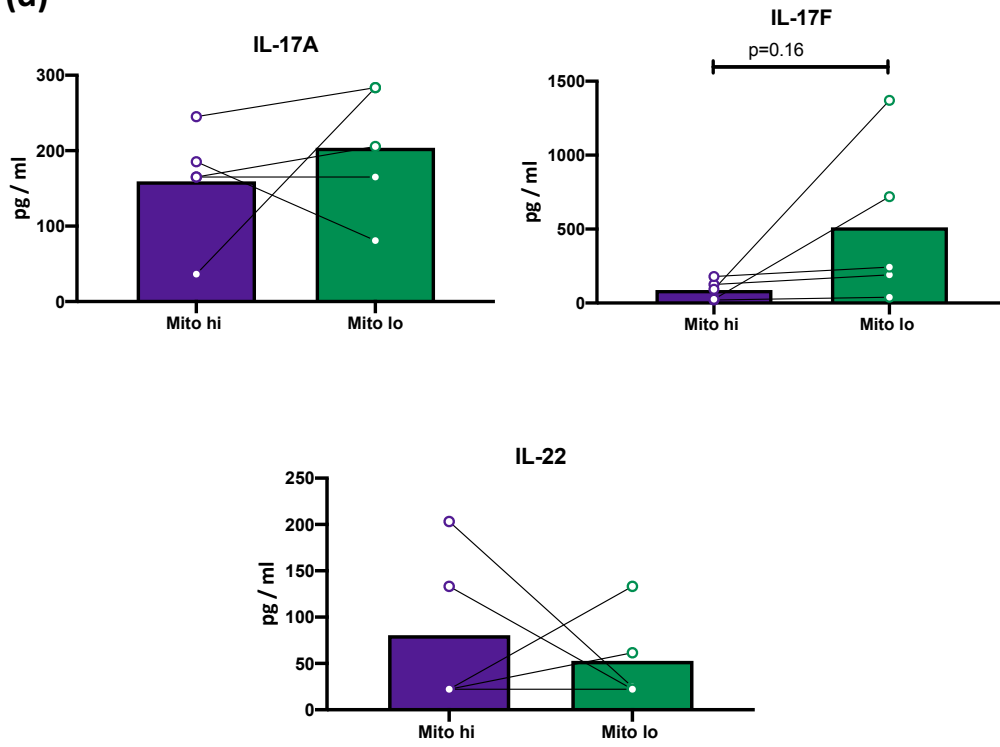 IL-17A
300
200
100
0
pg / ml
Mito hi
Mito lo
IL-17F
p=0.16
1500
1000
500
0
pg / ml
Mito hi
Mito lo
IL-22
250
200
150
100
50
0
pg / ml
Mito hi
Mito lo